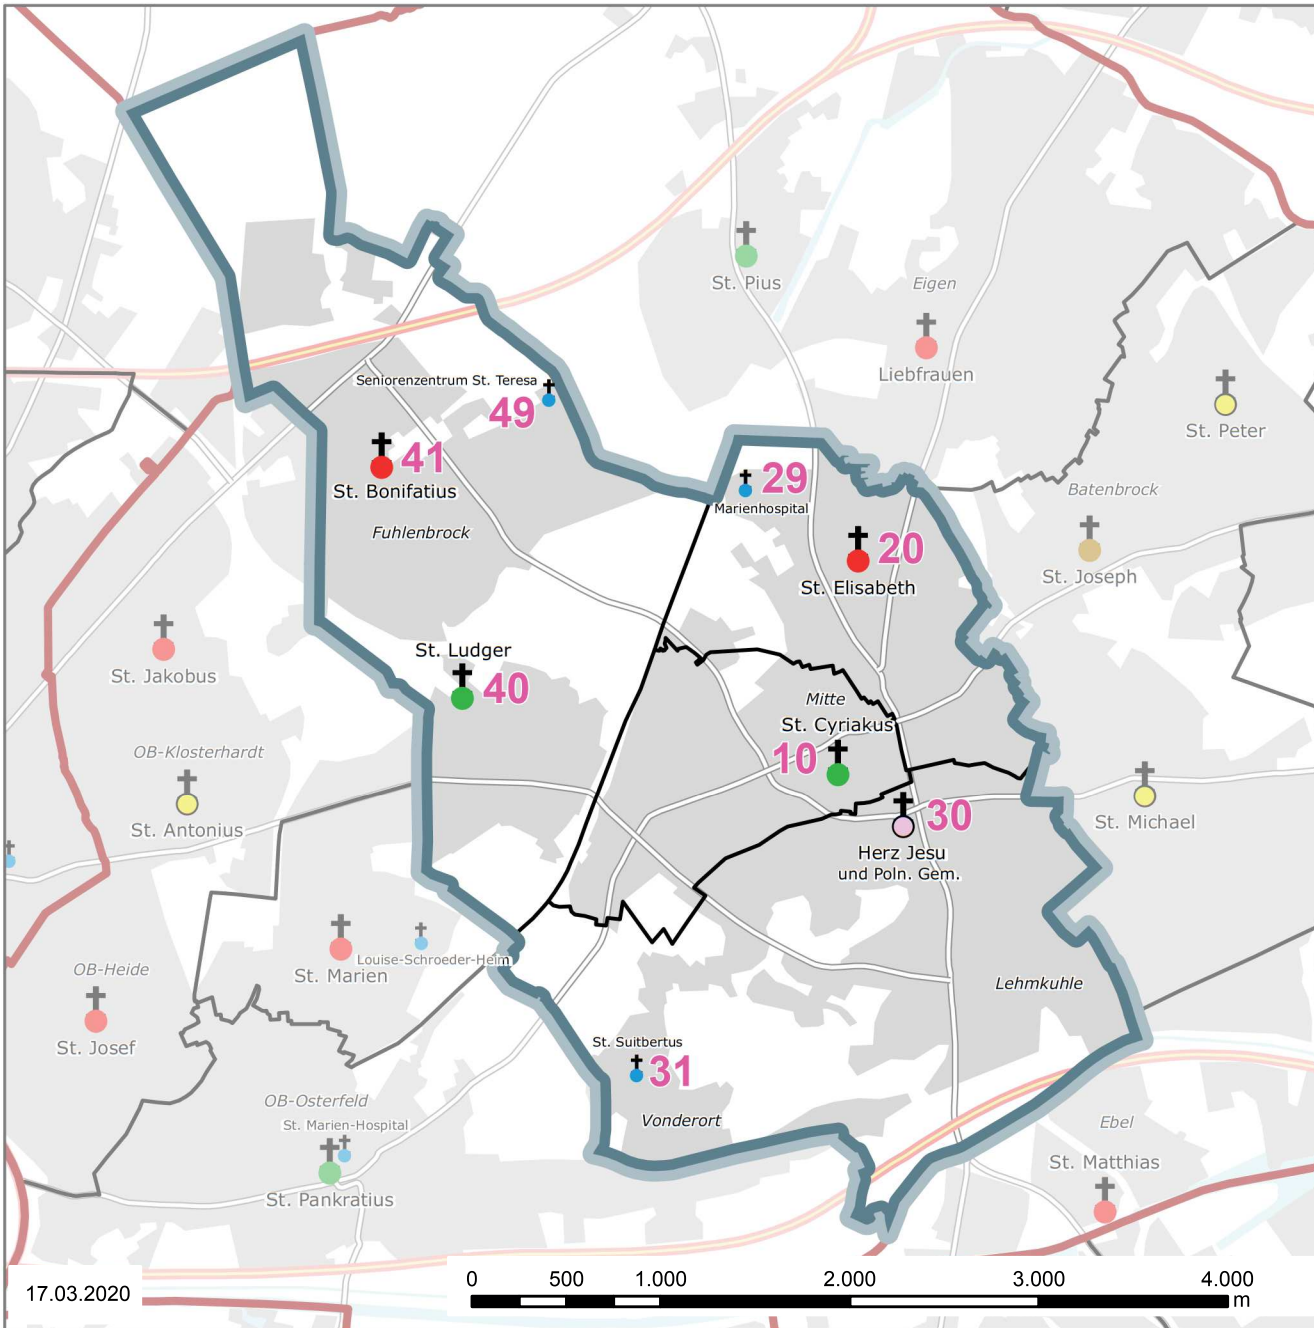 St. Pius
Eigen
Liebfrauen
Seniorenzentrum St. Teresa
49
St. Peter
41
St. Bonifatius
29
Marienhospital
Batenbrock
Fuhlenbrock
20
St. Elisabeth
St. Joseph
St. Jakobus
St. Ludger
40
Mitte
St. Cyriakus
10
OB-Klosterhardt
St. Antonius
St. Michael
30
Herz Jesu
und Poln. Gem.
Louise-Schroeder-Heim
St. Marien
OB-Heide
St. Josef
Lehmkuhle
St. Suitbertus
31
Vonderort
OB-Osterfeld
St. Marien-Hospital
St. Pankratius
Ebel
St. Matthias
17.03.2020
0 500 1.000 2.000 3.000 4.000
m